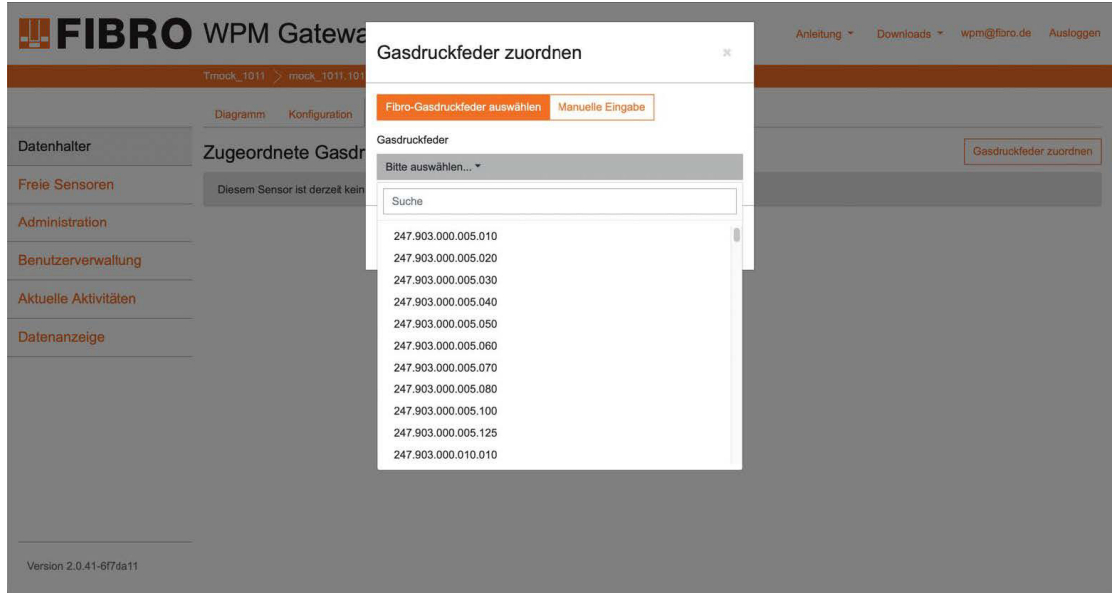 FIBRO WPM Gatewa
Anleitung Downloads wpm@fibro.de Ausloggen
Tmock_1011 mock_1011.101
Diagramm Konfiguration
Datenhalter
Freie Sensoren
Administration
Benutzerverwaltung
Aktuelle Aktivitäten
Datenanzeige
Version 2.0.41-6f7da11
Zugeordnete Gasdr
Gasdruckfeder zuordnen
Diesem Sensor ist derzeit kein
Gasdruckfeder zuordnen
×
Fibro-Gasdruckfeder auswählen Manuelle Eingabe
Gasdruckfeder
Bitte auswählen...
Suche
247.903.000.005.010
247.903.000.005.020
247.903.000.005.030
247.903.000.005.040
247.903.000.005.050
247.903.000.005.060
247.903.000.005.070
247.903.000.005.080
247.903.000.005.100
247.903.000.005.125
247.903.000.010.010